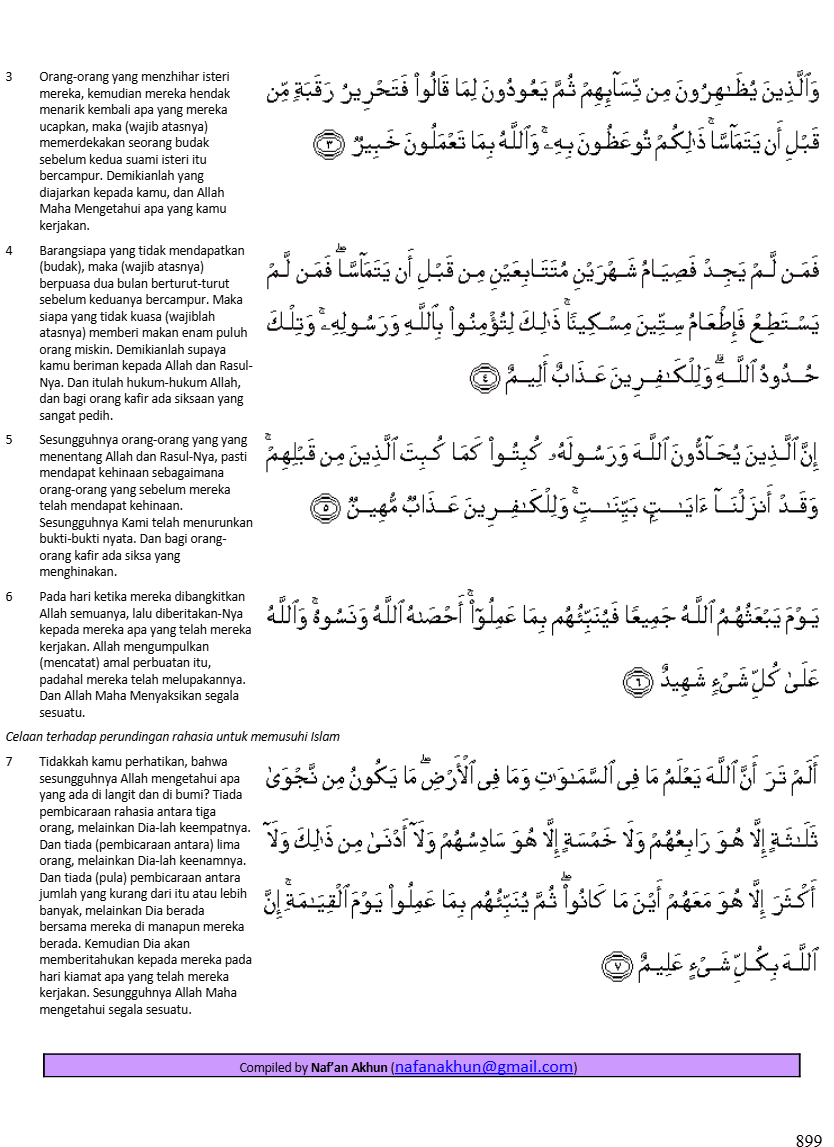 3
Orang-orang yang menzhihar isteri
mereka, kemudian mereka hendak
menarik kembali apa yang mereka
ucapkan, maka (wajib atasnya)
memerdekakan seorang budak
sebelum kedua suami isteri itu
bercampur. Demikianlah yang
diajarkan kepada kamu, dan Allah
Maha Mengetahui apa yang kamu
kerjakan.
وَٱلَّذِينَ يُظَـٰهِرُونَ مِن نِّسَآئِهِمْ ثُمَّ يَعُودُونَ لِمَا قَالُوا۟ فَتَحْرِيرُ رَقَبَةٍ مِّن
قَبْلِ أَن يَتَمَآسَّا ۚ ذَٰلِكُمْ تُوعَظُونَ بِهِۦ ۚ وَٱللَّهُ بِمَا تَعْمَلُونَ خَبِيرٌ ٣
4
Barangsiapa yang tidak mendapatkan
(budak), maka (wajib atasnya)
berpuasa dua bulan berturut-turut
sebelum keduanya bercampur. Maka
siapa yang tidak kuasa (wajiblah
atasnya) memberi makan enam puluh
orang miskin. Demikianlah supaya
kamu beriman kepada Allah dan Rasul-
Nya. Dan itulah hukum-hukum Allah,
dan bagi orang kafir ada siksaan yang
sangat pedih.
فَمَن لَّمْ يَجِدْ فَصِيَامُ شَهْرَيْنِ مُتَتَابِعَيْنِ مِن قَبْلِ أَن يَتَمَآسَّا ۖ فَمَن لَّمْ
يَسْتَطِعْ فَإِطْعَامُ سِتِّينَ مِسْكِينًا ۚ ذَٰلِكَ لِتُؤْمِنُوا۟ بِٱللَّهِ وَرَسُولِهِۦ ۚ وَتِلْكَ
حُدُودُ ٱللَّهِ ۗ وَلِلْكَـٰفِرِينَ عَذَابٌ أَلِيمٌ ٤
5
Sesungguhnya orang-orang yang yang
menentang Allah dan Rasul-Nya, pasti
mendapat kehinaan sebagaimana
orang-orang yang sebelum mereka
telah mendapat kehinaan.
Sesungguhnya Kami telah menurunkan
bukti-bukti nyata. Dan bagi orang-
orang kafir ada siksa yang
menghinakan.
إِنَّ ٱلَّذِينَ يُحَآدُّونَ ٱللَّهَ وَرَسُولَهُۥ كُبِتُوا۟ كَمَا كُبِتَ ٱلَّذِينَ مِن قَبْلِهِمْ ۚ
وَقَدْ أَنزَلْنَآ ءَايَـٰتٍۭ بَيِّنَـٰتٍ ۚ وَلِلْكَـٰفِرِينَ عَذَابٌ مُّهِينٌ ٥
6
Pada hari ketika mereka dibangkitkan
Allah semuanya, lalu diberitakan-Nya
kepada mereka apa yang telah mereka
kerjakan. Allah mengumpulkan
(mencatat) amal perbuatan itu,
padahal mereka telah melupakannya.
Dan Allah Maha Menyaksikan segala
sesuatu.
يَوْمَ يَبْعَثُهُمُ ٱللَّهُ جَمِيعًا فَيُنَبِّئُهُم بِمَا عَمِلُوٓا۟ ۚ أَحْصَىٰهُ ٱللَّهُ وَنَسُوهُ ۚ وَٱللَّهُ
عَلَىٰ كُلِّ شَىْءٍ شَهِيدٌ ٦
Celaan terhadap perundingan rahasia untuk memusuhi Islam
7
Tidakkah kamu perhatikan, bahwa
sesungguhnya Allah mengetahui apa
yang ada di langit dan di bumi? Tiada
pembicaraan rahasia antara tiga
orang, melainkan Dia-lah keempatnya.
Dan tiada (pembicaraan antara) lima
orang, melainkan Dia-lah keenamnya.
Dan tiada (pula) pembicaraan antara
jumlah yang kurang dari itu atau lebih
banyak, melainkan Dia berada
bersama mereka di manapun mereka
berada. Kemudian Dia akan
memberitahukan kepada mereka pada
hari kiamat apa yang telah mereka
kerjakan. Sesungguhnya Allah Maha
mengetahui segala sesuatu.
أَلَمْ تَرَ أَنَّ ٱللَّهَ يَعْلَمُ مَا فِى ٱلسَّمَـٰوَٰتِ وَمَا فِى ٱلْأَرْضِ ۖ مَا يَكُونُ مِن نَّجْوَىٰ
ثَلَـٰثَةٍ إِلَّا هُوَ رَابِعُهُمْ وَلَا خَمْسَةٍ إِلَّا هُوَ سَادِسُهُمْ وَلَآ أَدْنَىٰ مِن ذَٰلِكَ وَلَآ
أَكْثَرَ إِلَّا هُوَ مَعَهُمْ أَيْنَ مَا كَانُوا۟ ۖ ثُمَّ يُنَبِّئُهُم بِمَا عَمِلُوا۟ يَوْمَ ٱلْقِيَـٰمَةِ ۚ إِنَّ
ٱللَّهَ بِكُلِّ شَىْءٍ عَلِيمٌ ٧
Compiled by Naf’an Akhun (nafanakhun@gmail.com)
899